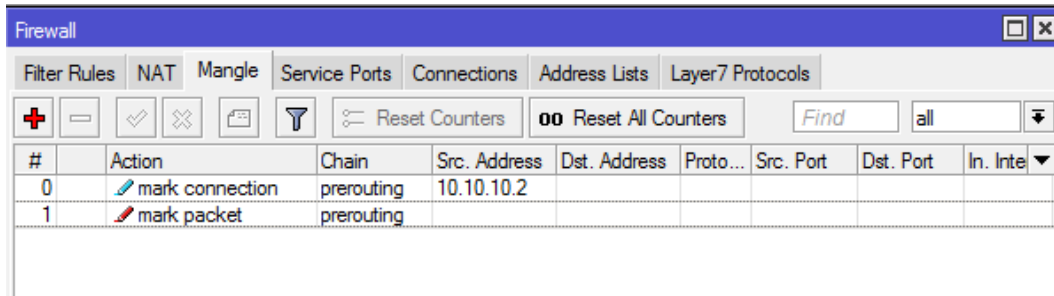 Firewall
Filter Rules NAT Mangle Service Ports Connections Address Lists Layer7 Protocols
Reset Counters 00 Reset All Counters Find all
# Action Chain Src. Address Dst. Address Proto... Src. Port Dst. Port In. Inte
0 mark connection prerouting 10.10.10.2
1 mark packet prerouting